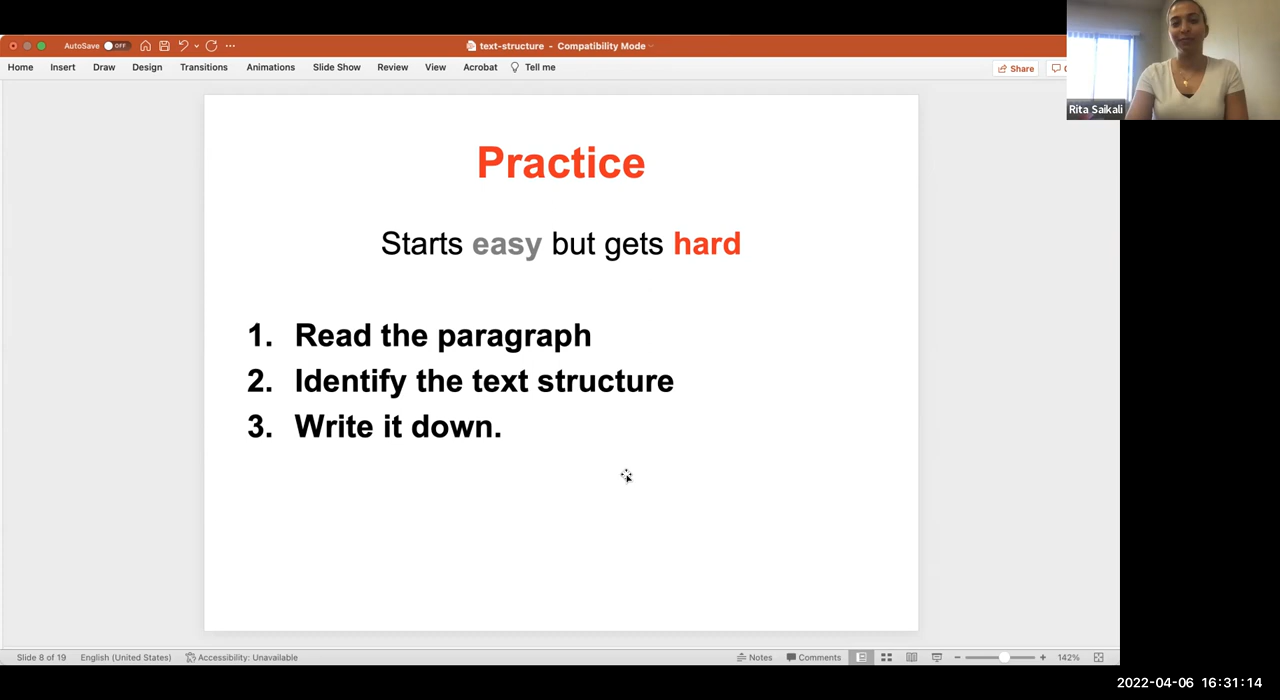 AutoSave OFF
text-structure - Compatibility Mode
Home Insert Draw Design Transitions Animations Slide Show Review View Acrobat Tell me
Share
Rita Saikali
Practice
Starts easy but gets hard
1. Read the paragraph
2. Identify the text structure
3. Write it down.
Slide 8 of 19 English (United States) Accessibility: Unavailable Notes Comments 142%
2022-04-06 16:31:14